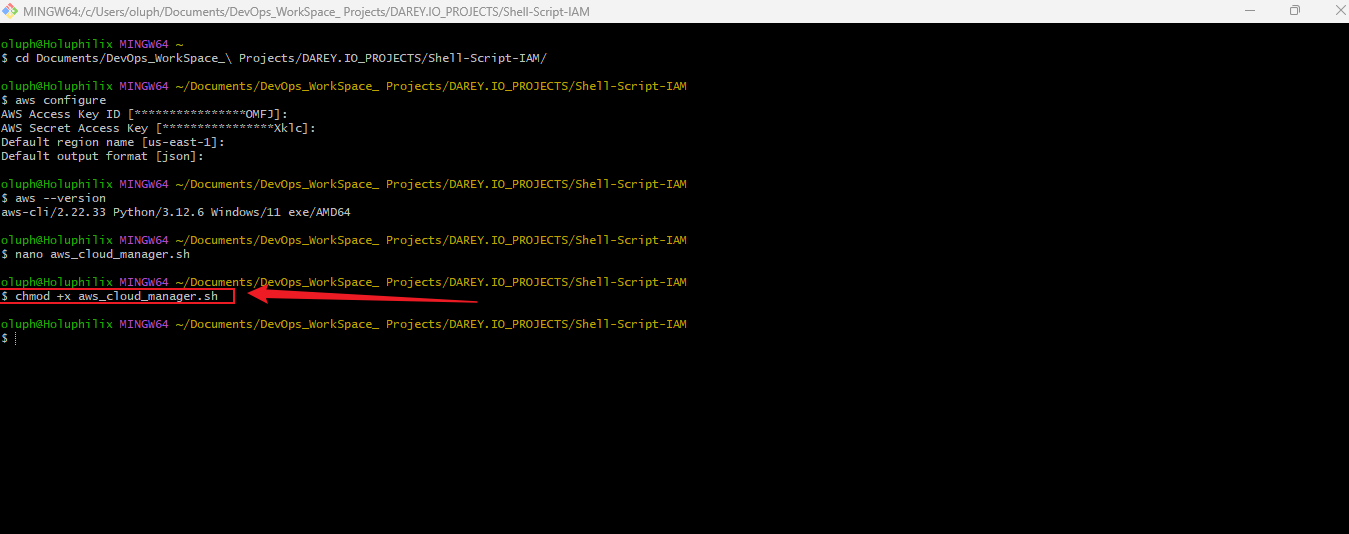 MINGW64:/c/Users/oluph/Documents/DevOps_WorkSpace_ Projects/DAREY.IO_PROJECTS/Shell-Script-IAM
oluph@Holuphilix MINGW64 ~
$ cd Documents/DevOps_WorkSpace_\ Projects/DAREY.IO_PROJECTS/Shell-Script-IAM/
oluph@Holuphilix MINGW64 ~/Documents/DevOps_WorkSpace_ Projects/DAREY.IO_PROJECTS/Shell-Script-IAM
$ aws configure
AWS Access Key ID [****************OMFJ]:
AWS Secret Access Key [****************Xklc]:
Default region name [us-east-1]:
Default output format [json]:
oluph@Holuphilix MINGW64 ~/Documents/DevOps_WorkSpace_ Projects/DAREY.IO_PROJECTS/Shell-Script-IAM
$ aws --version
aws-cli/2.22.33 Python/3.12.6 Windows/11 exe/AMD64
oluph@Holuphilix MINGW64 ~/Documents/DevOps_WorkSpace_ Projects/DAREY.IO_PROJECTS/Shell-Script-IAM
$ nano aws_cloud_manager.sh
oluph@Holuphilix MINGW64 ~/Documents/DevOps_WorkSpace_ Projects/DAREY.IO_PROJECTS/Shell-Script-IAM
$ chmod +x aws_cloud_manager.sh
oluph@Holuphilix MINGW64 ~/Documents/DevOps_WorkSpace_ Projects/DAREY.IO_PROJECTS/Shell-Script-IAM
$